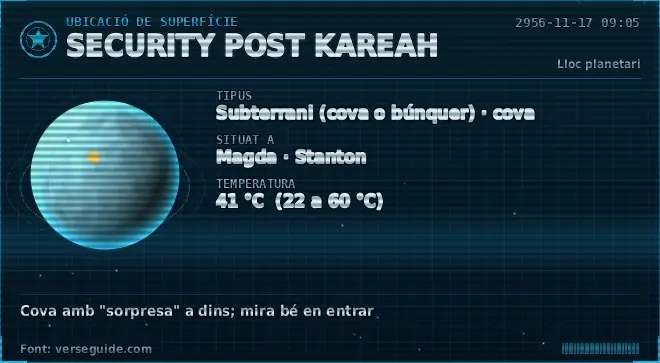 UBICACIÓ DE SUPERFÍCIE
2956-11-17 09:05
SECURITY POST KAREAH
Lloc planetari
TIPUS
Subterrani (cova o búnquer) · cova
SITUAT A
Magda · Stanton
TEMPERATURA
41 °C (22 a 60 °C)
Cova amb "sorpresa" a dins; mira bé en entrar
Font: verseguide.com